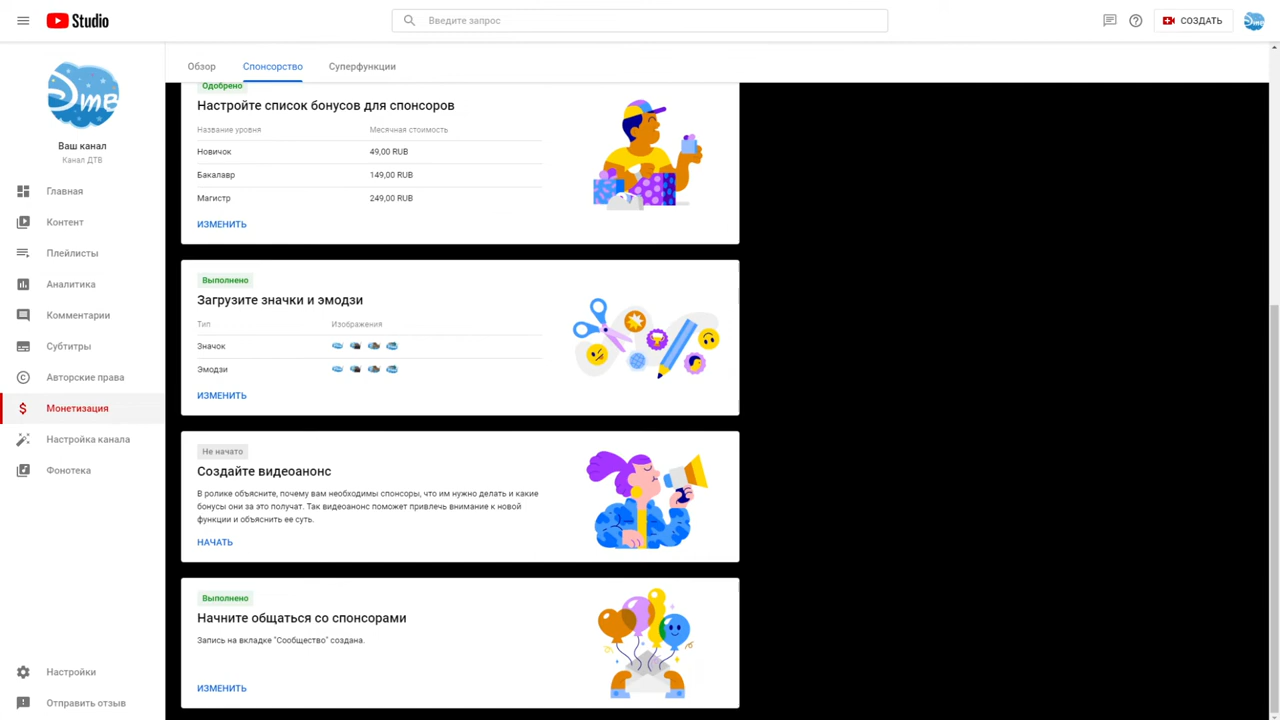 Studio
Введите запрос
СОЗДАТЬ
Этв
Ваш канал
Канал ДТВ
Главная
Контент
Плейлисты
Аналитика
Комментарии
Субтитры
Авторские права
Монетизация
Настройка канала
Фонотека
Настройки
Отправить отзыв
Обзор Спонсорство Суперфункции
Одобрено
Настройте список бонусов для спонсоров
Название уровня Месячная стоимость
Новичок 49,00 RUB
Бакалавр 149,00 RUB
Магистр 249,00 RUB
ИЗМЕНИТЬ
Выполнено
Загрузите значки и эмодзи
Тип Изображения
Значок
Эмодзи
ИЗМЕНИТЬ
Не начато
Создайте видеоанонс
В ролике объясните, почему вам необходимы спонсоры, что им нужно делать и какие
бонусы они за это получат. Так видеоанонс поможет привлечь внимание к новой
функции и объяснить ее суть.
НАЧАТЬ
Выполнено
Начните общаться со спонсорами
Запись на вкладке "Сообщество" создана.
ИЗМЕНИТЬ